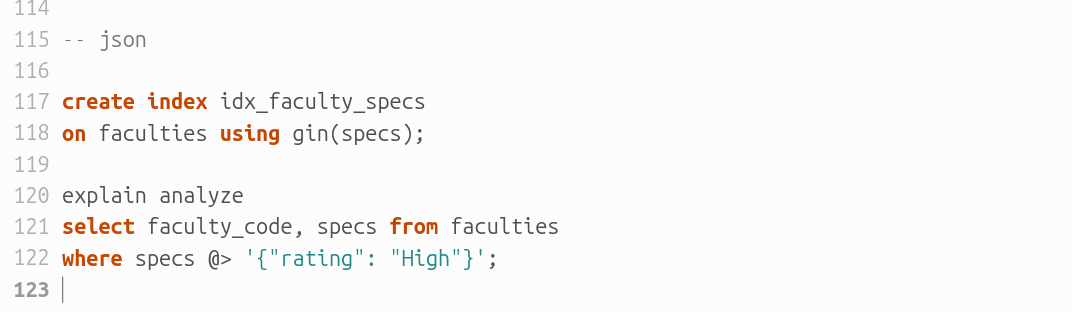 114
115 -- json
116
117 create index idx_faculty_specs
118 on faculties using gin(specs);
119
120 explain analyze
121 select faculty_code, specs from faculties
122 where specs @> '{"rating": "High"}';
123